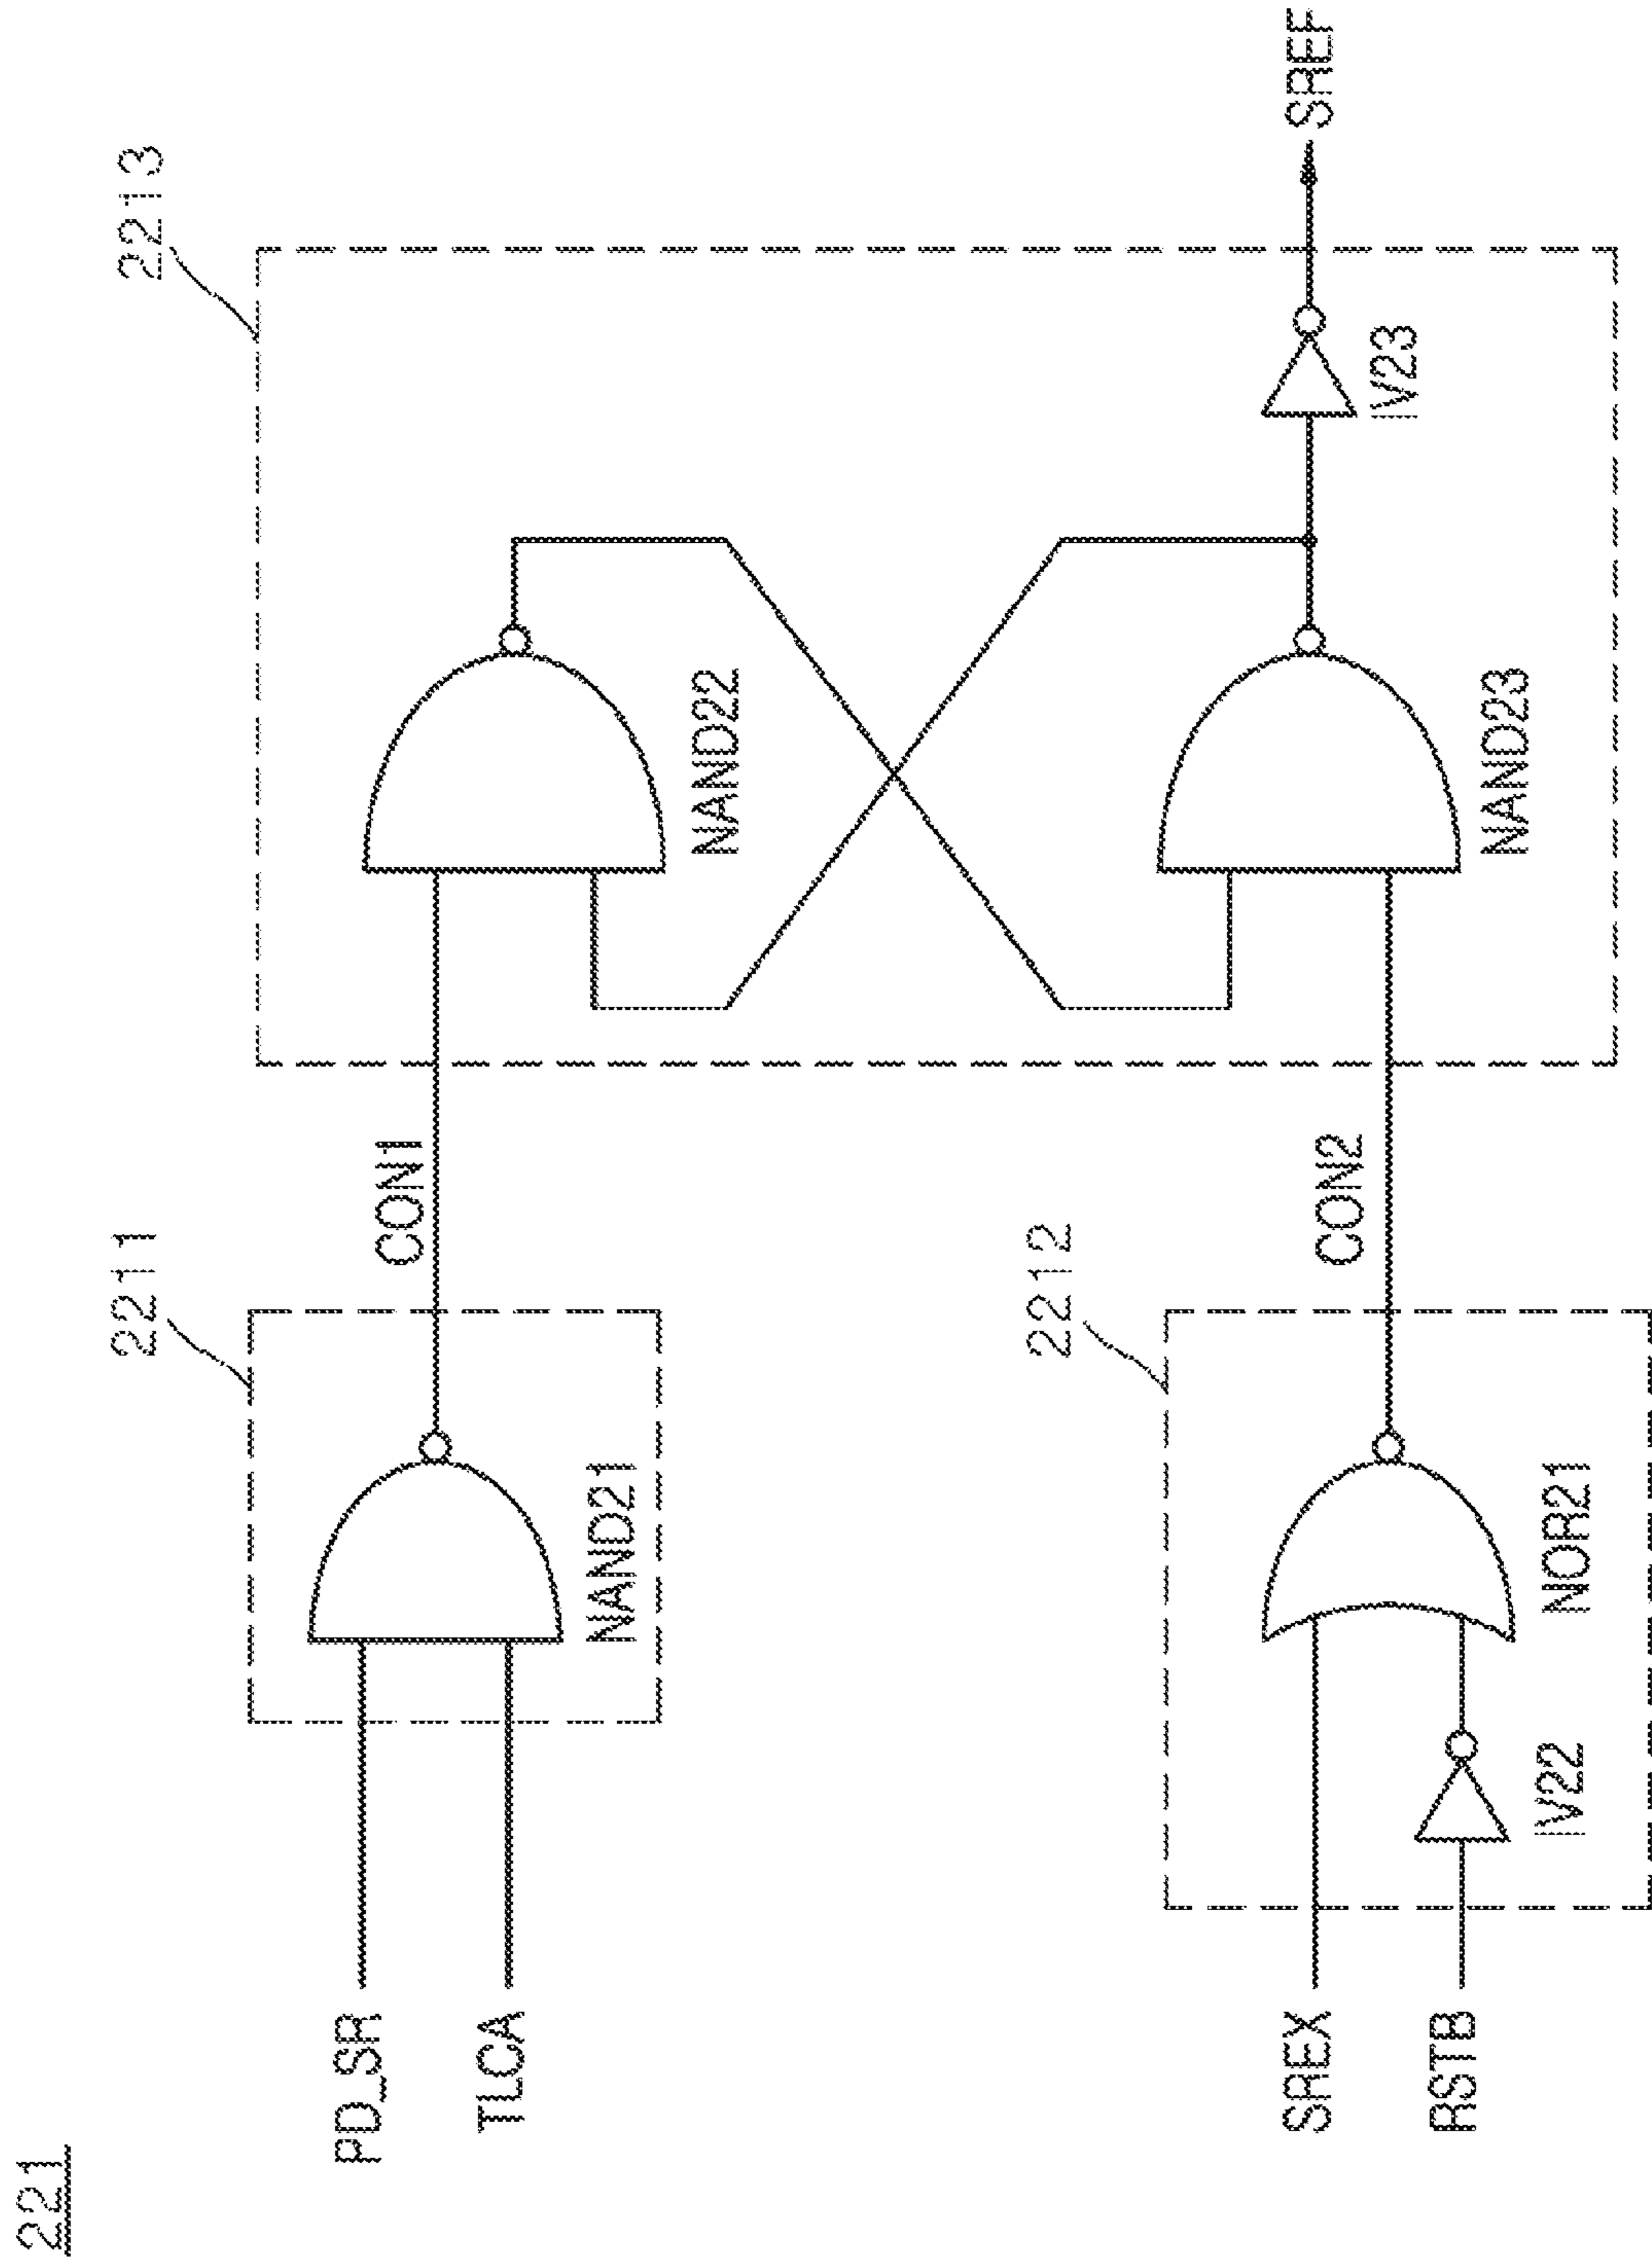 221
2213
2211
PD_SR
TLCA
NAND21
CON1
NAND22
2212
SREX
RSTB
IV22
NOR21
CON2
NAND23
IV23
SREF